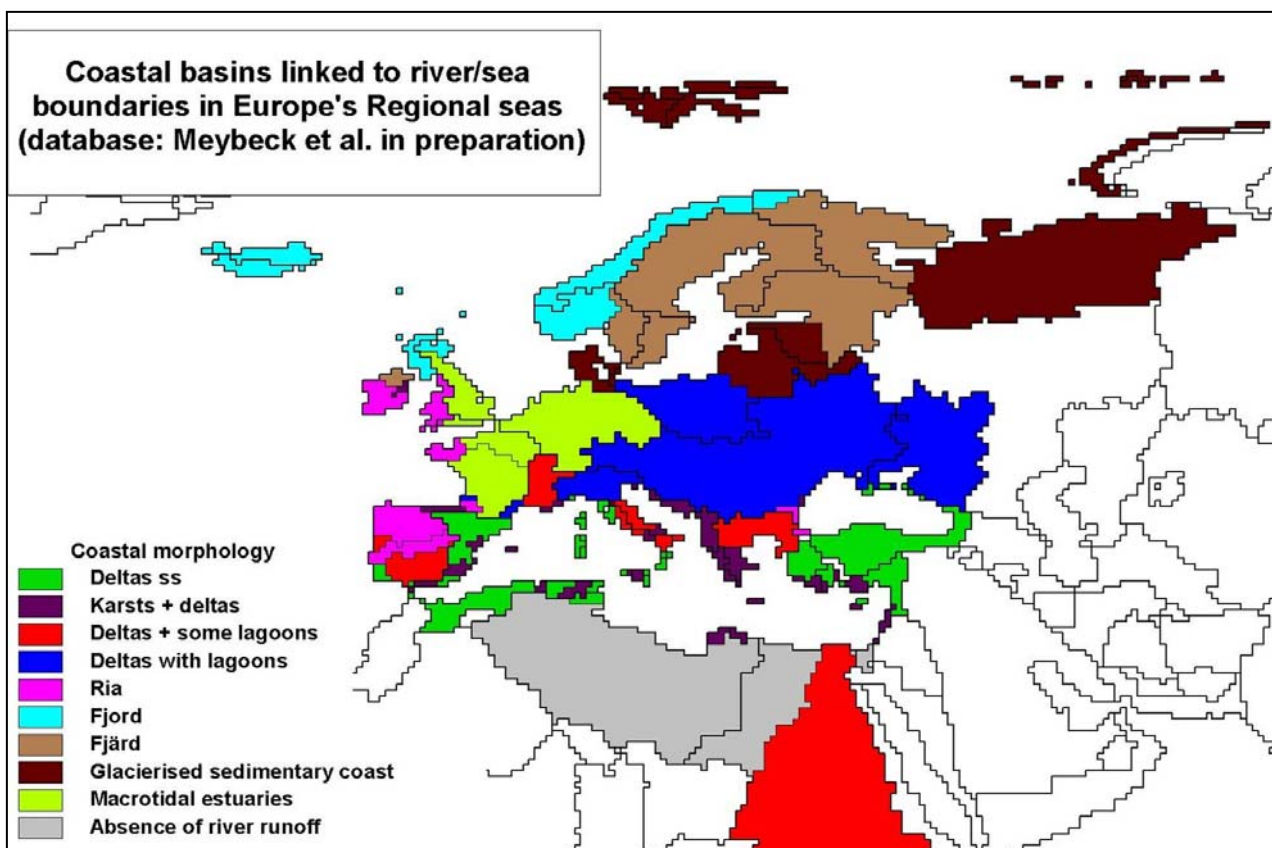 Coastal basins linked to river/sea
boundaries in Europe's Regional seas
(database: Meybeck et al. in preparation)
Coastal morphology
Deltas ss
Karsts + deltas
Deltas + some lagoons
Deltas with lagoons
Ria
Fjord
Fjärd
Glacierised sedimentary coast
Macrotidal estuaries
Absence of river runoff